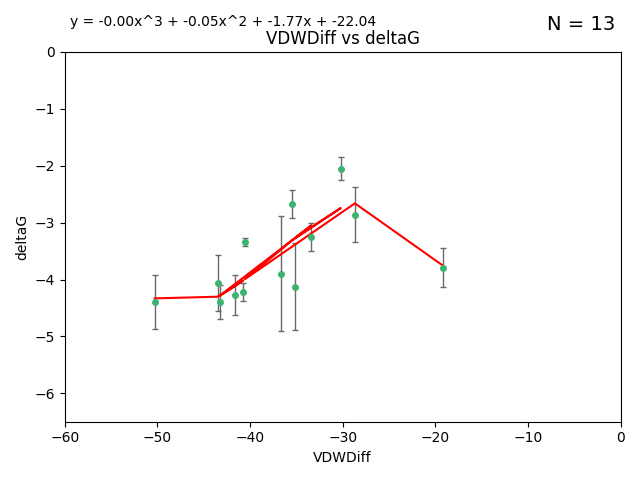 y = -0.00x^3 + -0.05x^2 + -1.77x + -22.04
N = 13
VDWDiff vs deltaG
0
−1
−2
−3
−4
−5
−6
deltaG
−60 −50 −40 −30 −20 −10 0
VDWDiff